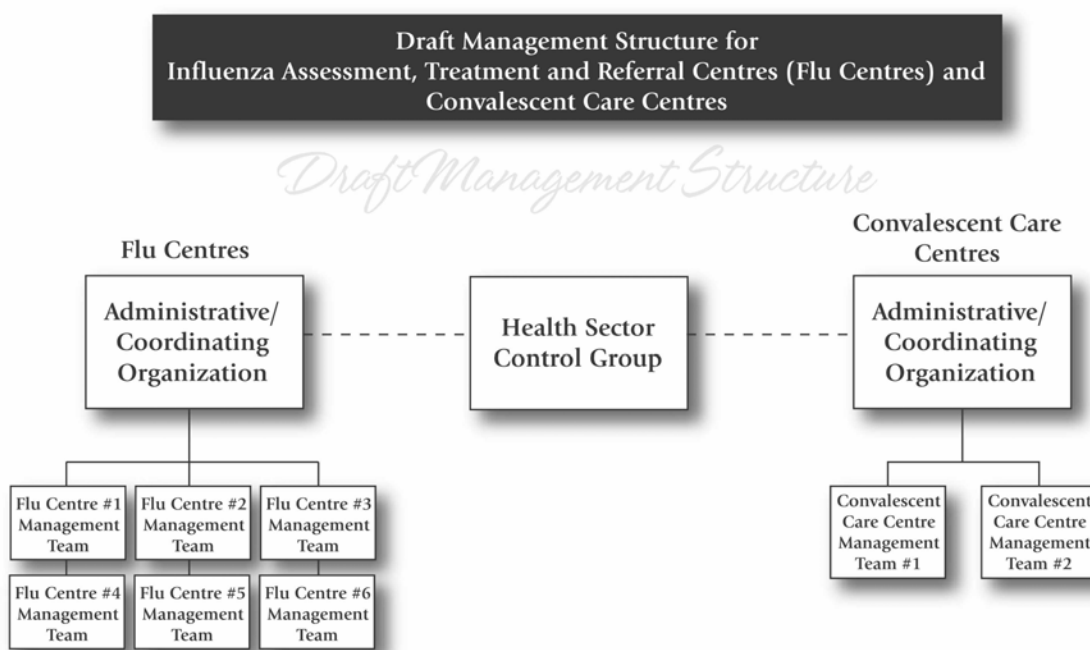 Draft Management Structure for
Influenza Assessment, Treatment and Referral Centres (Flu Centres) and
Convalescent Care Centres
Draft Management Structure
Flu Centres
Administrative/
Coordinating
Organization
Health Sector
Control Group
Convalescent Care
Centres
Administrative/
Coordinating
Organization
Flu Centre #1
Management
Team
Flu Centre #2
Management
Team
Flu Centre #3
Management
Team
Flu Centre #4
Management
Team
Flu Centre #5
Management
Team
Flu Centre #6
Management
Team
Convalescent
Care Centre
Management
Team #1
Convalescent
Care Centre
Management
Team #2